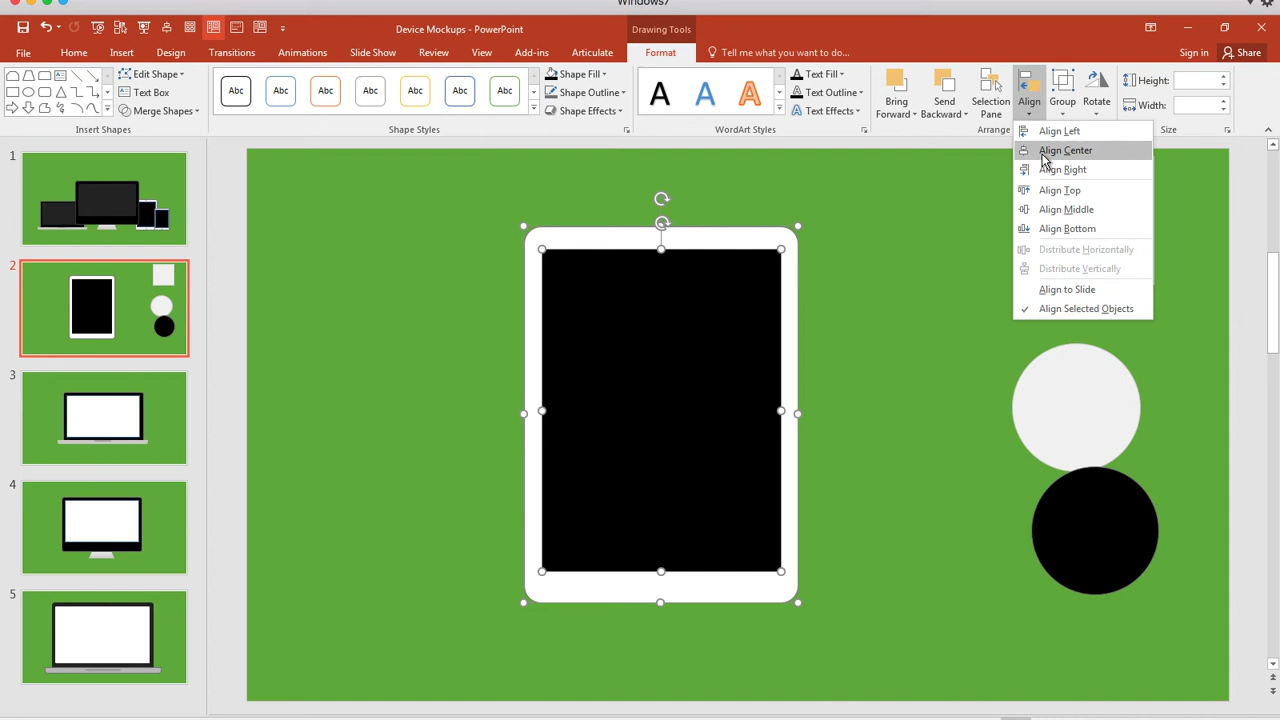 Windows7
Device Mockups - PowerPoint
Drawing Tools
File
Home
Insert
Design
Transitions
Animations
Slide Show
Review
View
Add-ins
Articulate
Format
Tell me what you want to do...
Sign in
Share
Edit Shape
Text Box
Merge Shapes
Insert Shapes
Abc
Abc
Abc
Abc
Abc
Abc
Abc
Shape Fill
Shape Outline
Shape Effects
Shape Styles
A
A
A
Text Fill
Text Outline
Text Effects
WordArt Styles
Bring
Forward
Send
Backward
Selection
Pane
Align
Group
Rotate
Arrange
Height:
Width:
Size
Align Left
Align Center
Align Right
Align Top
Align Middle
Align Bottom
Distribute Horizontally
Distribute Vertically
Align to Slide
Align Selected Objects
1
2
3
4
5